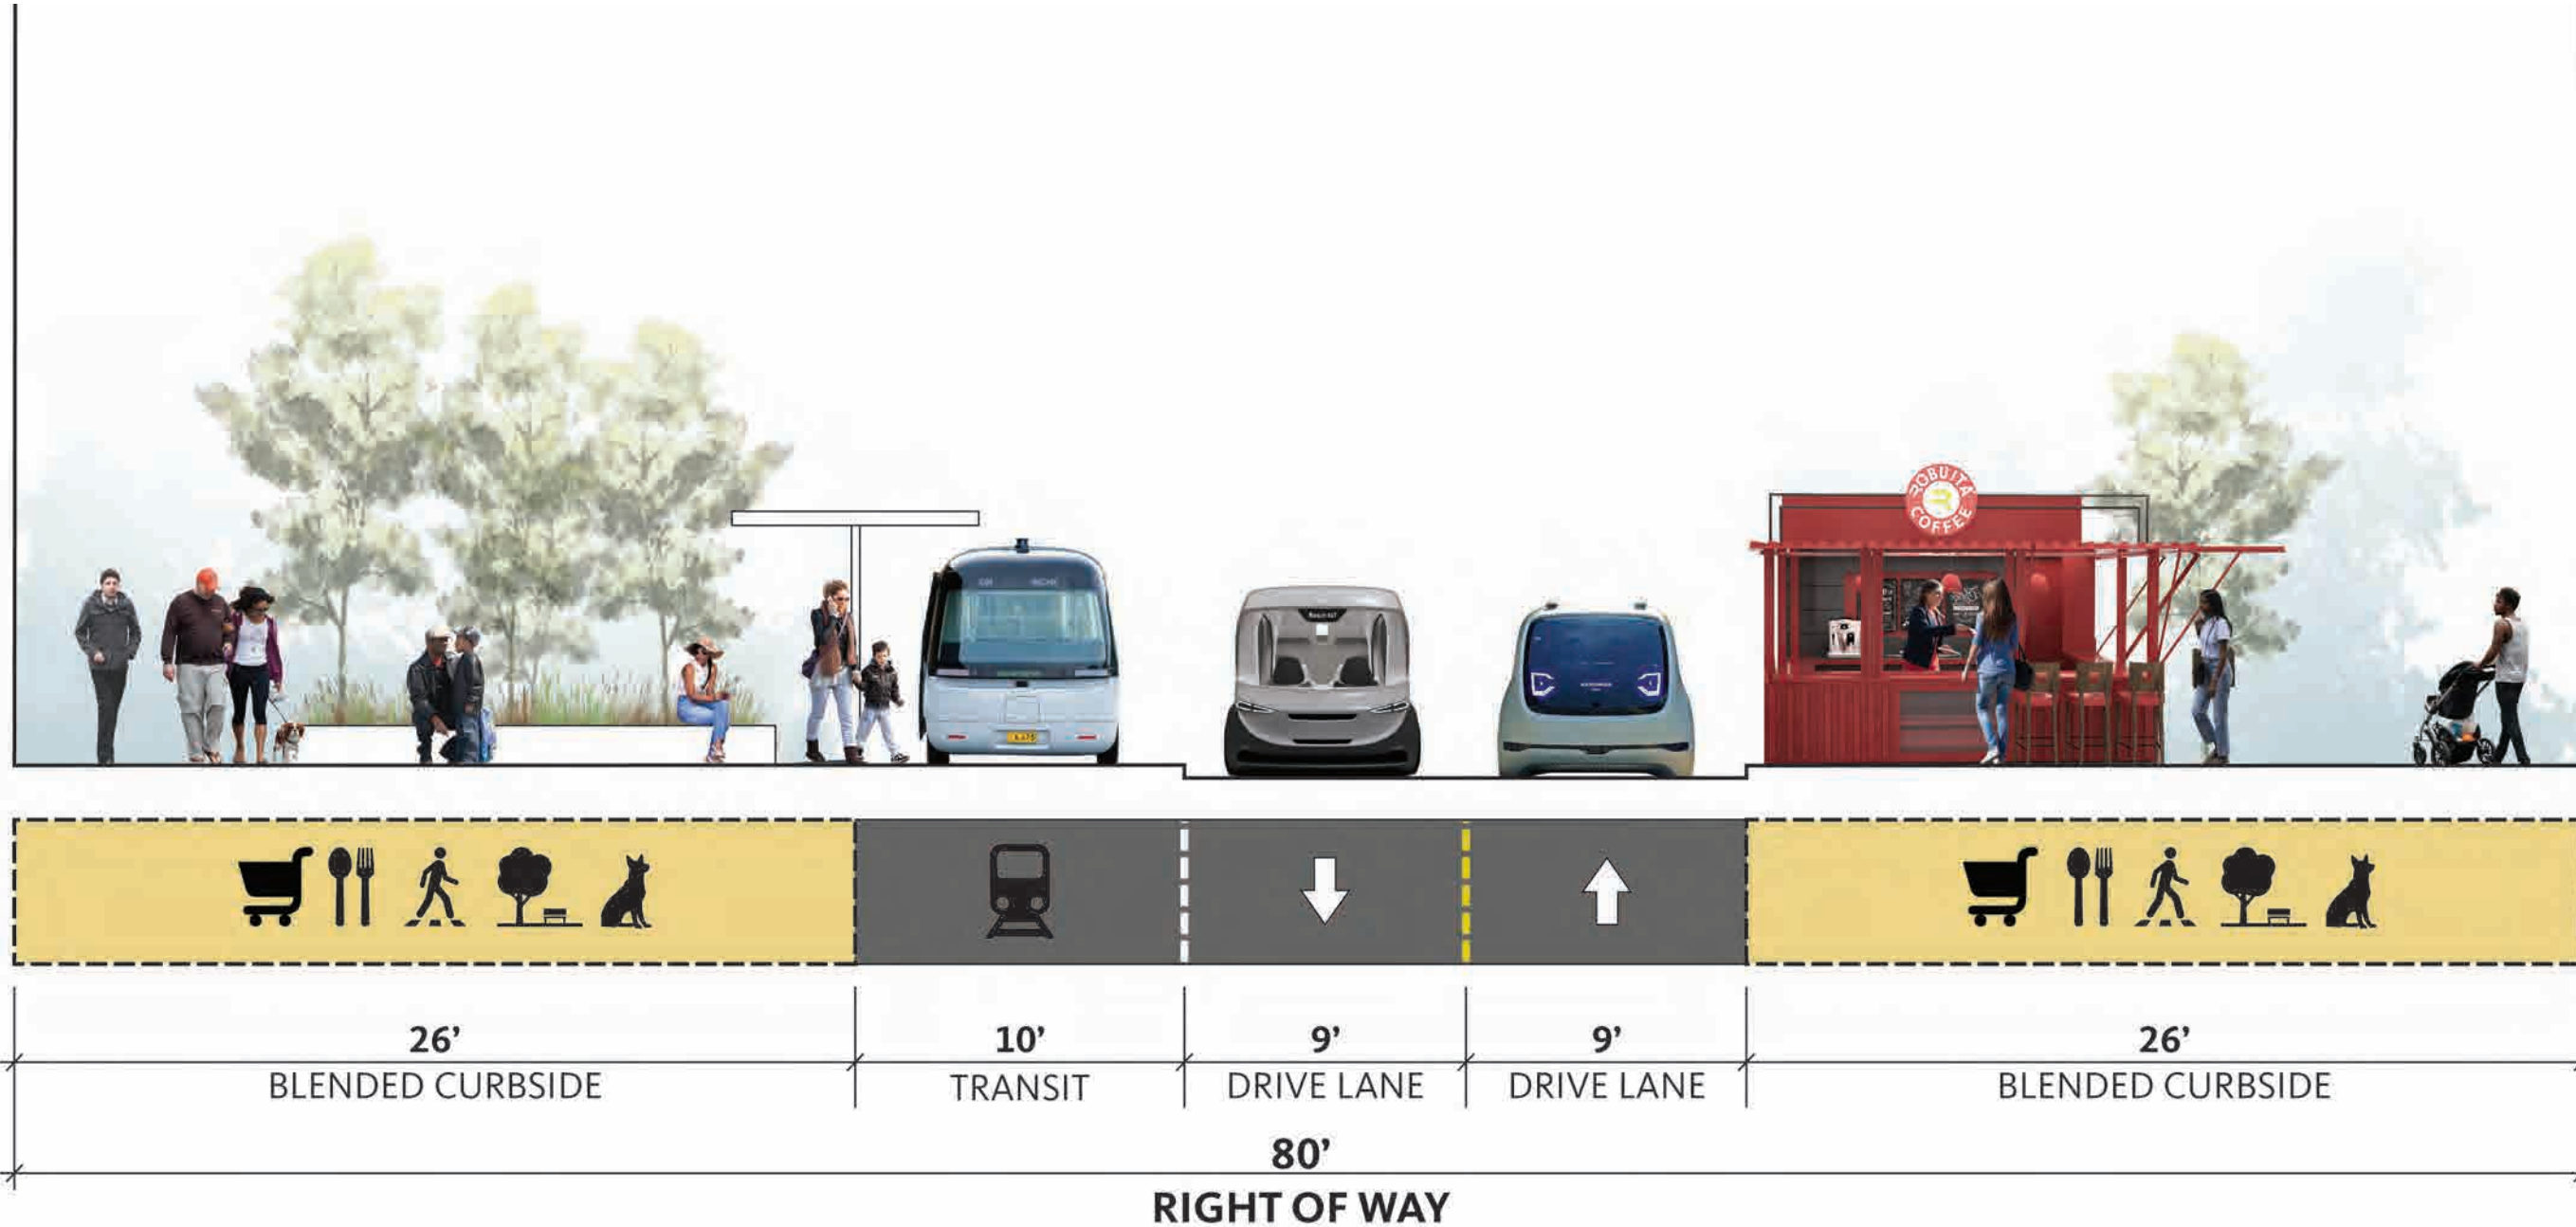 ROBUITA
COFFEE
26’ 10’ 9’ 9’ 26’
BLENDED CURBSIDE TRANSIT DRIVE LANE DRIVE LANE BLENDED CURBSIDE
80’
RIGHT OF WAY